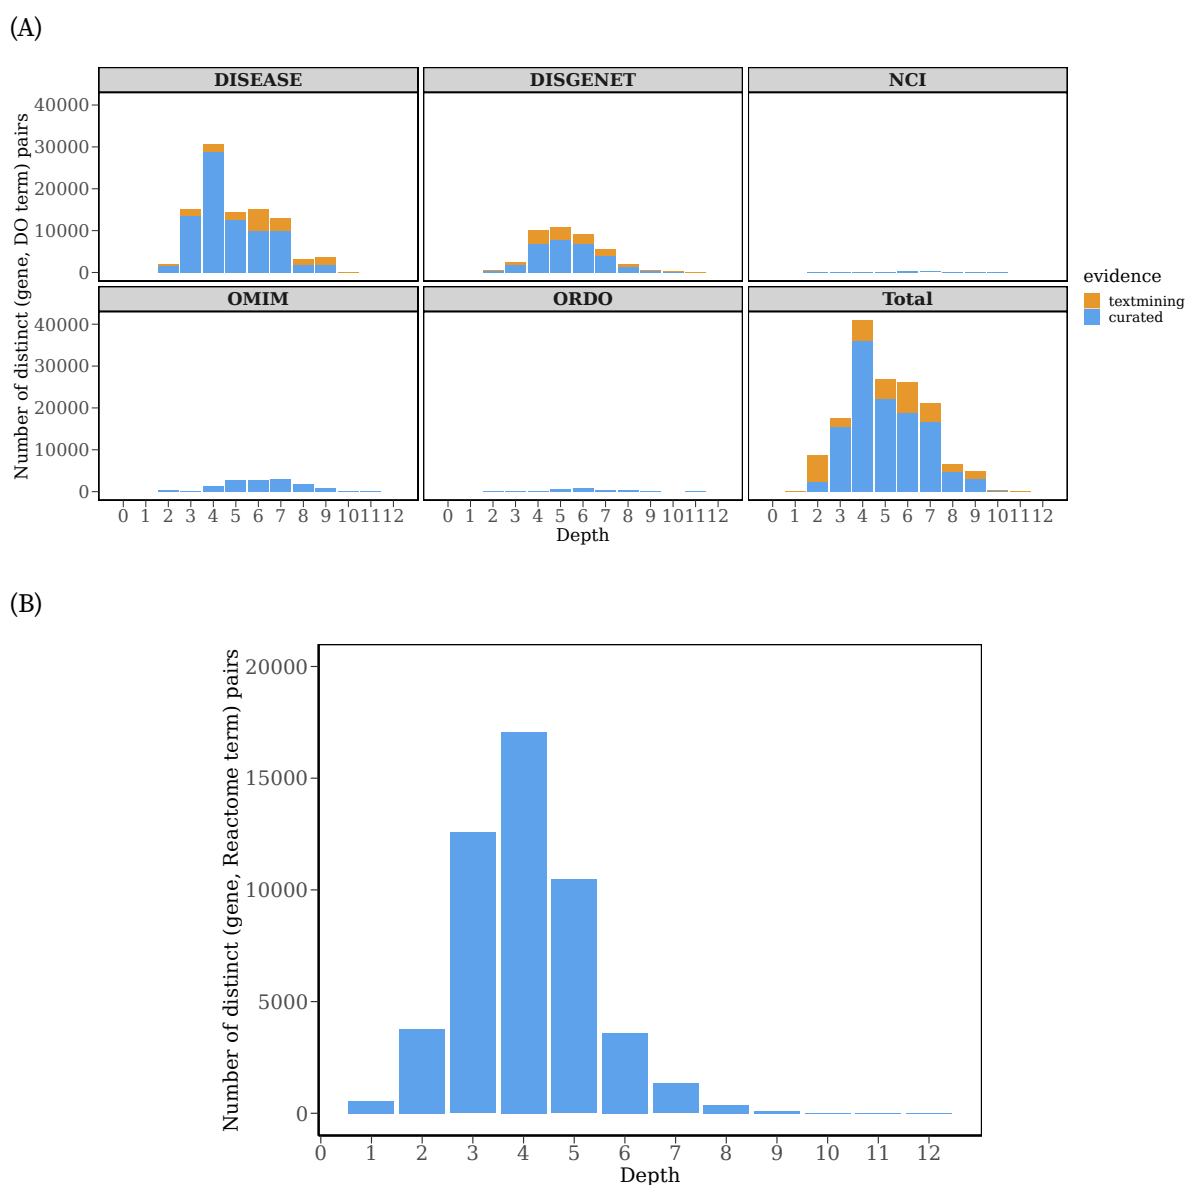 (A)
DISEASE DISGENET NCI
40000
30000
20000
10000
0
OMIM ORDO Total
40000
30000
20000
10000
0
0 1 2 3 4 5 6 7 8 9 10 11 12 0 1 2 3 4 5 6 7 8 9 10 11 12 0 1 2 3 4 5 6 7 8 9 10 11 12
Depth
Number of distinct (gene, DO term) pairs
evidence
textmining
curated
(B)
20000
15000
10000
5000
0
0 1 2 3 4 5 6 7 8 9 10 11 12
Depth
Number of distinct (gene, Reactome term) pairs